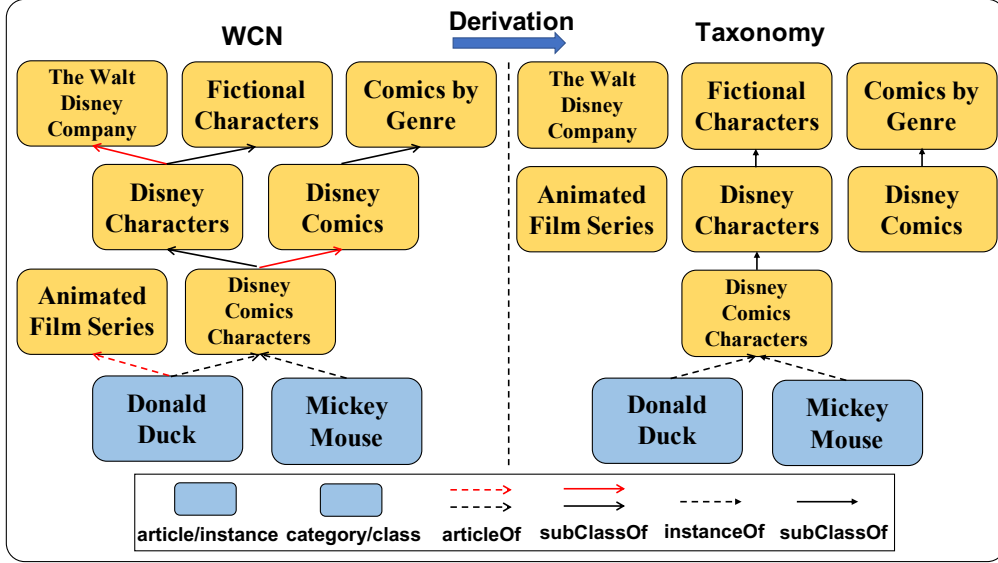 Derivation
WCN
Taxonomy
The Walt
Disney
Company
Fictional
Characters
Comics by
Genre
Disney
Characters
Disney
Comics
Animated
Film Series
Disney
Comics
Characters
Donald
Duck
Mickey
Mouse
The Walt
Disney
Company
Fictional
Characters
Comics by
Genre
Animated
Film Series
Disney
Characters
Disney
Comics
Disney
Comics
Characters
Donald
Duck
Mickey
Mouse
article/instance
category/class
articleOf
subClassOf
instanceOf
subClassOf